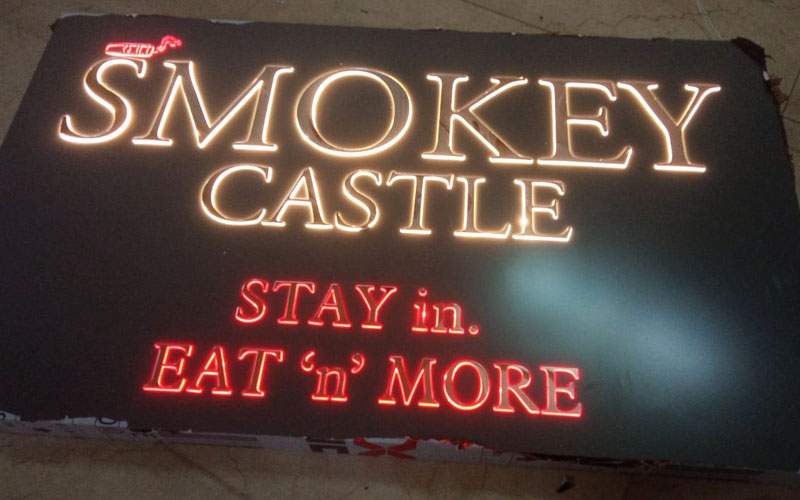 SMOKEY
CASTLE
STAY in.
EAT ‘n’ MORE